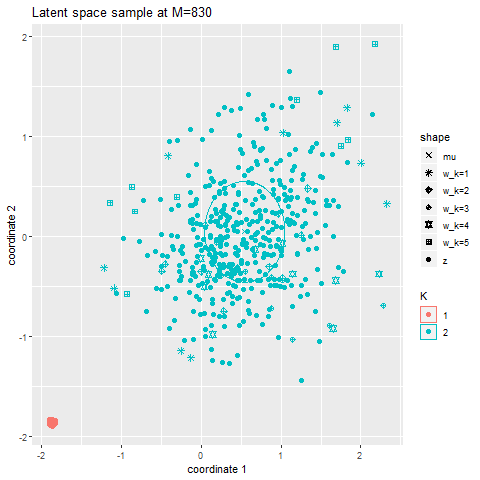 Latent space sample at M=830
2
1
0
-1
-2
coordinate 2
-2
-1
0
1
2
coordinate 1
shape
mu
w_k=1
w_k=2
w_k=3
w_k=4
w_k=5
z
K
1
2